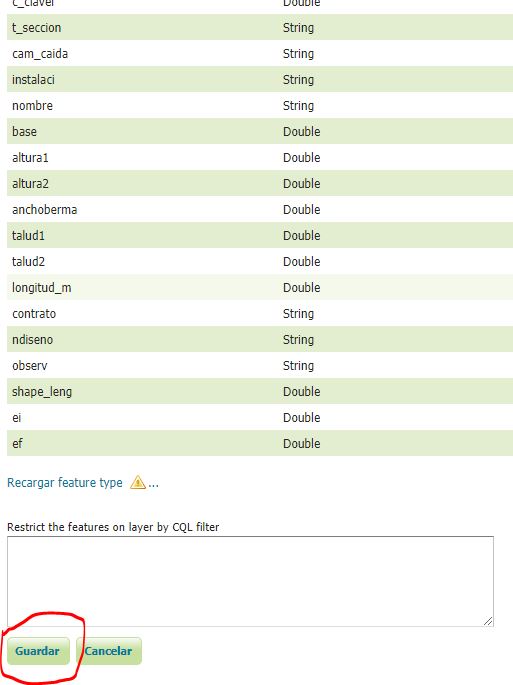 c_clavei Double
t_seccion String
cam_caida String
instalaci String
nombre String
base Double
altura1 Double
altura2 Double
anchoberma Double
talud1 Double
talud2 Double
longitud_m Double
contrato String
ndiseno String
observ String
shape_leng Double
ei Double
ef Double
Recargar feature type ...
Restrict the features on layer by CQL filter
Guardar Cancelar